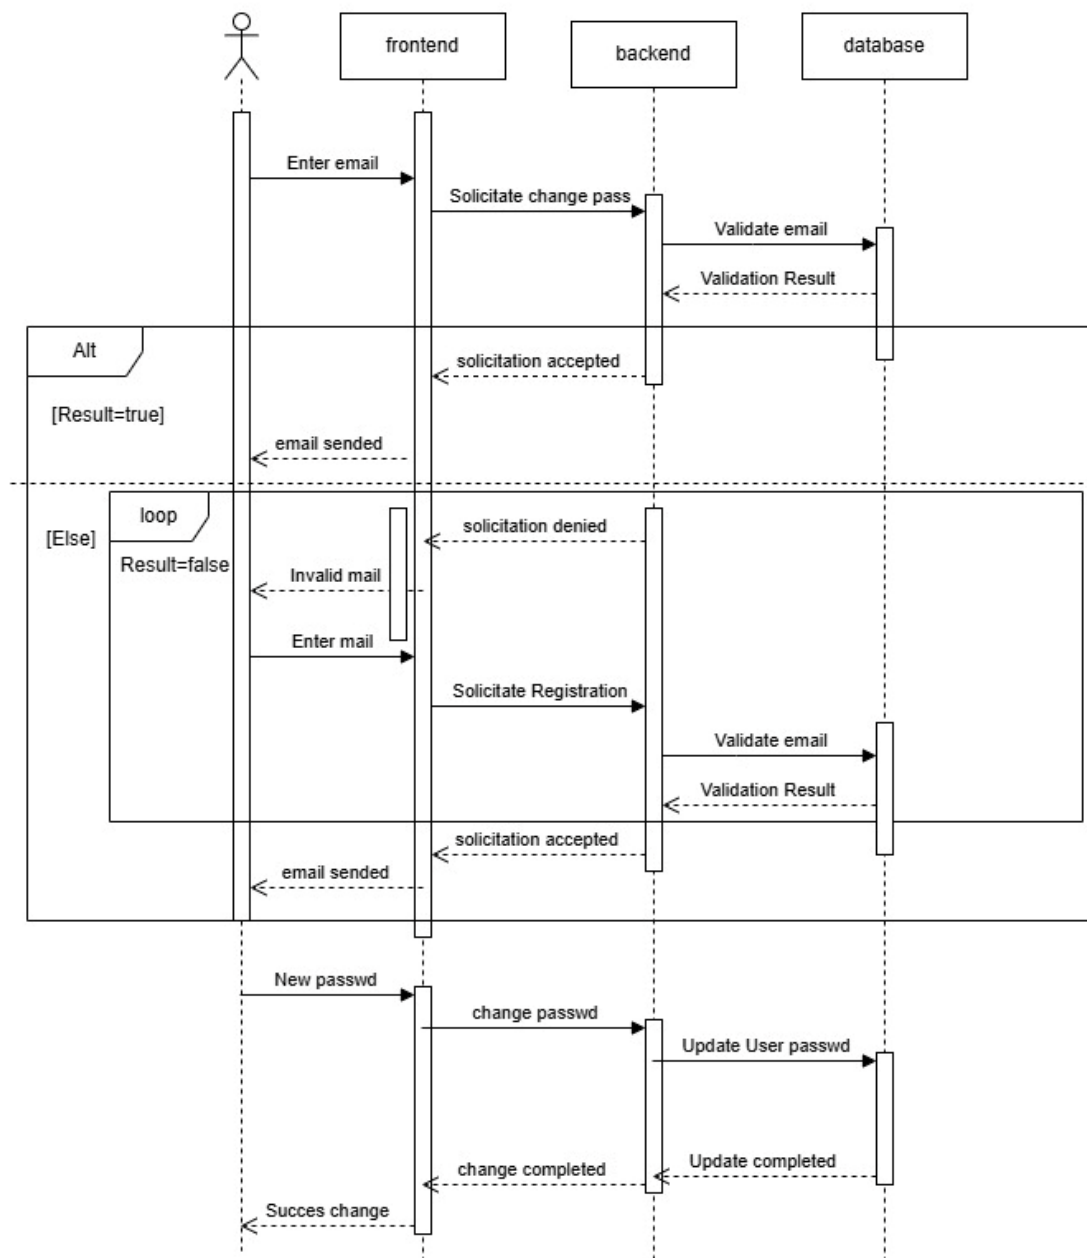 frontend
backend
database
Enter email
Solicitate change pass
Validate email
Validation Result
Alt
solicitation accepted
[Result=true]
email sended
loop
[Else]
solicitation denied
Result=false
Invalid mail
Enter mail
Solicitate Registration
Validate email
Validation Result
solicitation accepted
email sended
New passwd
change passwd
Update User passwd
Update completed
change completed
Succes change